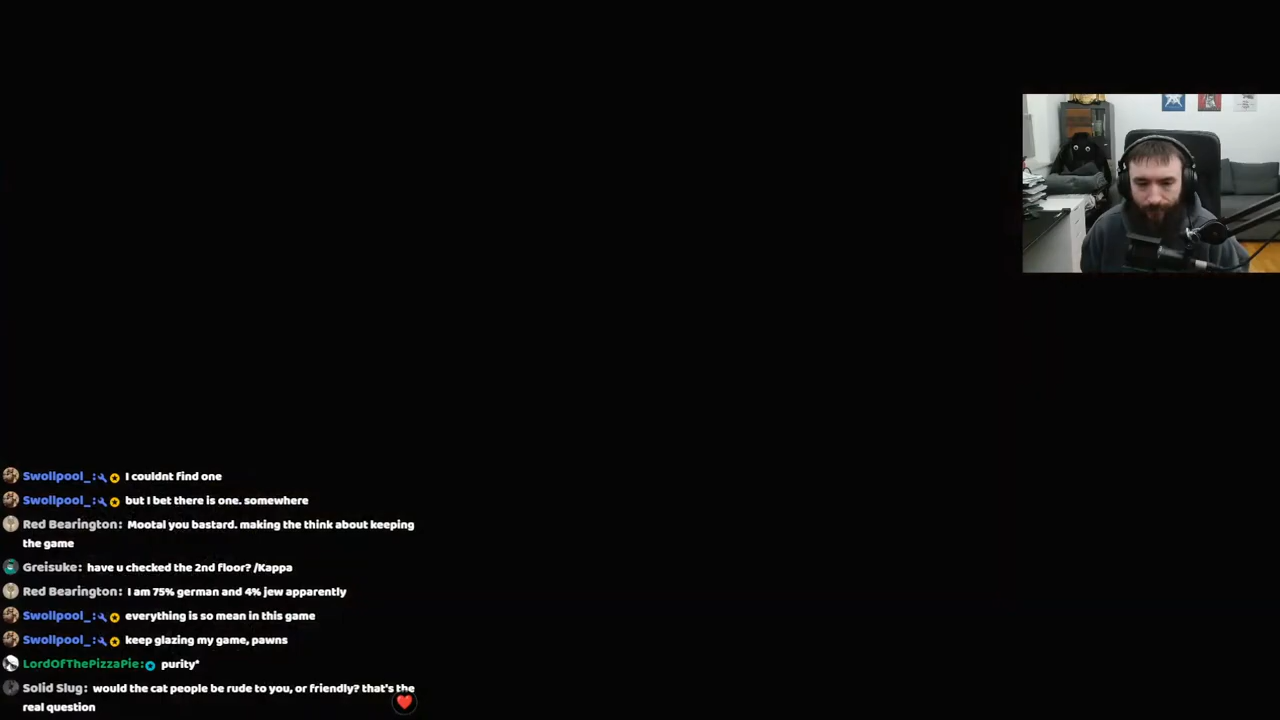 Swollpool_: I couldnt find one
Swollpool_: but I bet there is one. somewhere
Red Bearington: Mootal you bastard. making the think about keeping
the game
Greisuke: have u checked the 2nd floor? /Kappa
Red Bearington: I am 75% german and 4% jew apparently
Swollpool_: everything is so mean in this game
Swollpool_: keep glazing my game, pawns
LordOfThePizzaPie: purity*
Solid Slug: would the cat people be rude to you, or friendly? that's the
real question